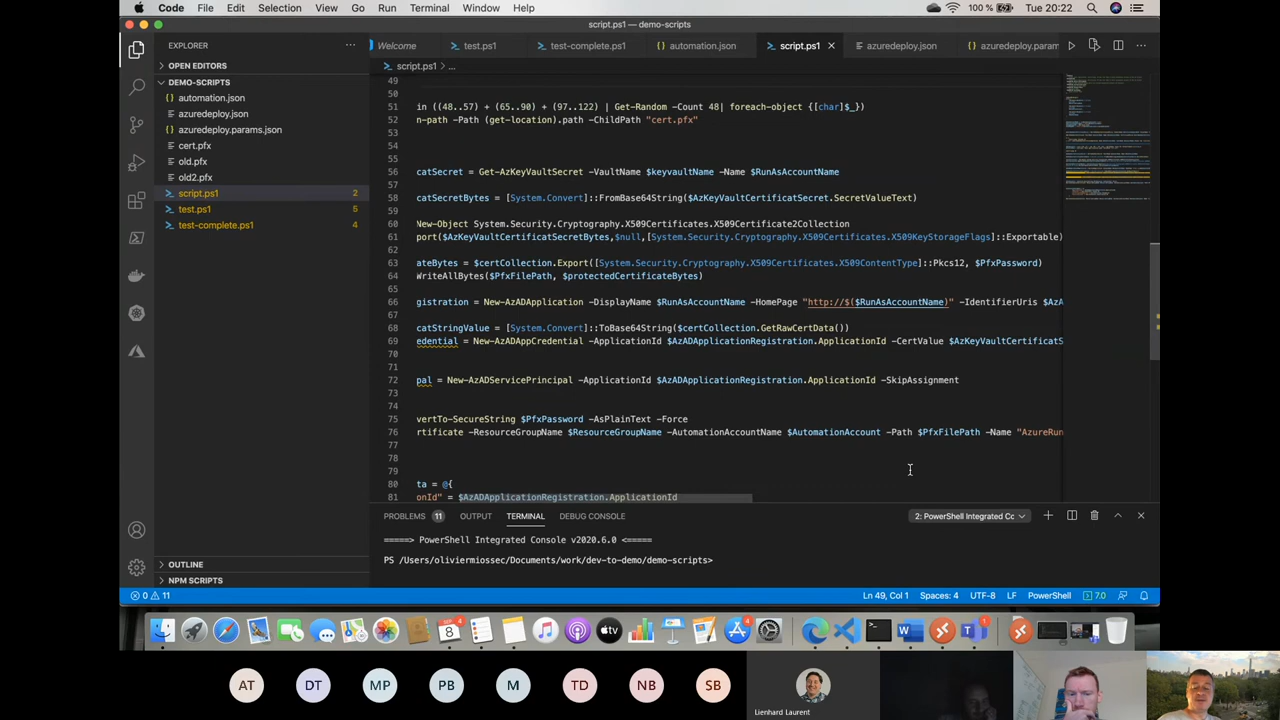 Code File Edit Selection View Go Run Terminal Window Help 100 % Tue 20:22
script.ps1 — demo-scripts
EXPLORER
Welcome test.ps1 test-complete.ps1 automation.json script.ps1 azuredeploy.json azuredeploy.param
OPEN EDITORS
script.ps1 > ...
DEMO-SCRIPTS
automation.json
azuredeploy.json
azuredeploy.params.json
cert.pfx
old.pfx
old2.pfx
script.ps1 2
test.ps1 5
test-complete.ps1 4
OUTLINE
NPM SCRIPTS
49
50
51 in ((48..57) + (65..90) + (97..122) | Get-Random -Count 48| foreach-object {[char]$_})
52 n-path -Path (get-location).path -ChildPath "cert.pfx"
53
54
55
56 -VaultName $keyvaultName -Name $RunAsAccountName
57
58 catSecretBytes = [System.Convert]::FromBase64String($AzKeyVaultCertificatSecret.SecretValueText)
59
60 New-Object System.Security.Cryptography.X509Certificates.X509Certificate2Collection
61 port($AzKeyVaultCertificatSecretBytes,$null,[System.Security.Cryptography.X509Certificates.X509KeyStorageFlags]::Exportable)
62
63 ateBytes = $certCollection.Export([System.Security.Cryptography.X509Certificates.X509ContentType]::Pkcs12, $PfxPassword)
64 WriteAllBytes($PfxFilePath, $protectedCertificateBytes)
65
66 gistration = New-AzADApplication -DisplayName $RunAsAccountName -HomePage "http://$($RunAsAccountName)" -IdentifierUris $AzA
67
68 catStringValue = [System.Convert]::ToBase64String($certCollection.GetRawCertData())
69 edential = New-AzADAppCredential -ApplicationId $AzADApplicationRegistration.ApplicationId -CertValue $AzKeyVaultCertificatS
70
71
72 pal = New-AzADServicePrincipal -ApplicationId $AzADApplicationRegistration.ApplicationId -SkipAssignment
73
74
75 vertTo-SecureString $PfxPassword -AsPlainText -Force
76 rtificate -ResourceGroupName $ResourceGroupName -AutomationAccountName $AutomationAccount -Path $PfxFilePath -Name "AzureRun
77
78
79
80 ta = @{
81 onId" = $AzADApplicationRegistration.ApplicationId
PROBLEMS 11 OUTPUT TERMINAL DEBUG CONSOLE 2: PowerShell Integrated Cc
=====> PowerShell Integrated Console v2020.6.0 <=====
PS /Users/oliviermiossec/Documents/work/dev-to-demo/demo-scripts>
0 11 Ln 49, Col 1 Spaces: 4 UTF-8 LF PowerShell 7.0
AT DT MP PB M TD NB SB
Lienhard Laurent